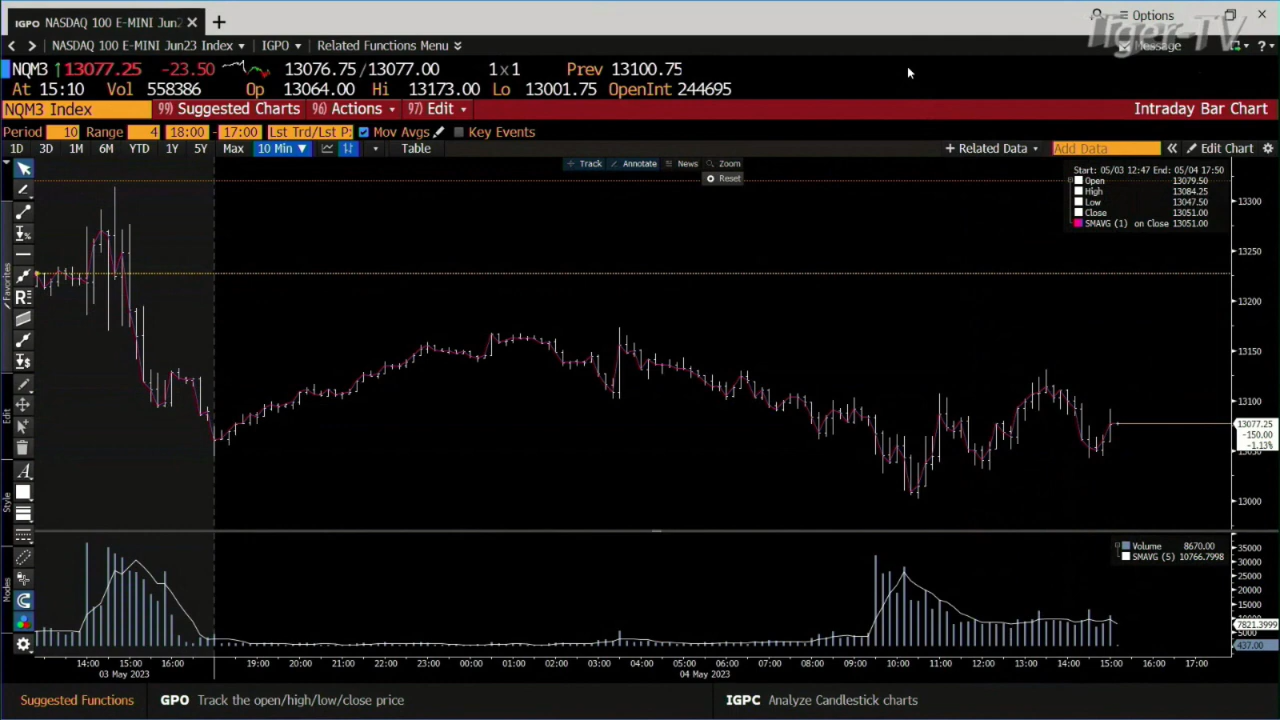 IGPO NASDAQ 100 E-MINI Jun2
Options
Tiger-TV
NASDAQ 100 E-MINI Jun23 Index IGPO Related Functions Menu Message ?
NQM3 ↑13077.25 -23.50 13076.75/13077.00 1x1 Prev 13100.75
At 15:10 Vol 558386 Op 13064.00 Hi 13173.00 Lo 13001.75 OpenInt 244695
NQM3 Index 99) Suggested Charts 96) Actions 97) Edit Intraday Bar Chart
Period 10 Range 4 18:00 - 17:00 Lst Trd/Lst P: Mov Avgs Key Events
1D 3D 1M 6M YTD 1Y 5Y Max 10 Min ▼ Table + Related Data Add Data « Edit Chart
Track Annotate News Zoom
Reset
Start: 05/03 12:47 End: 05/04 17:50
Open 13079.50
High 13084.25
Low 13047.50
Close 13051.00
SMAVG (1) on Close 13051.00
Favorites
Edit
Style
Modes
13300
13250
13200
13150
13100
13077.25
-150.00
-1.13%
13050
13000
Volume 8670.00
SMAVG (5) 10766.7998
35000
30000
25000
20000
15000
10000
7821.3999
5000
437.00
14:00 15:00 16:00 19:00 20:00 21:00 22:00 23:00 00:00 01:00 02:00 03:00 04:00 05:00 06:00 07:00 08:00 09:00 10:00 11:00 12:00 13:00 14:00 15:00 16:00 17:00
03 May 2023 04 May 2023
Suggested Functions GPO Track the open/high/low/close price IGPC Analyze Candlestick charts